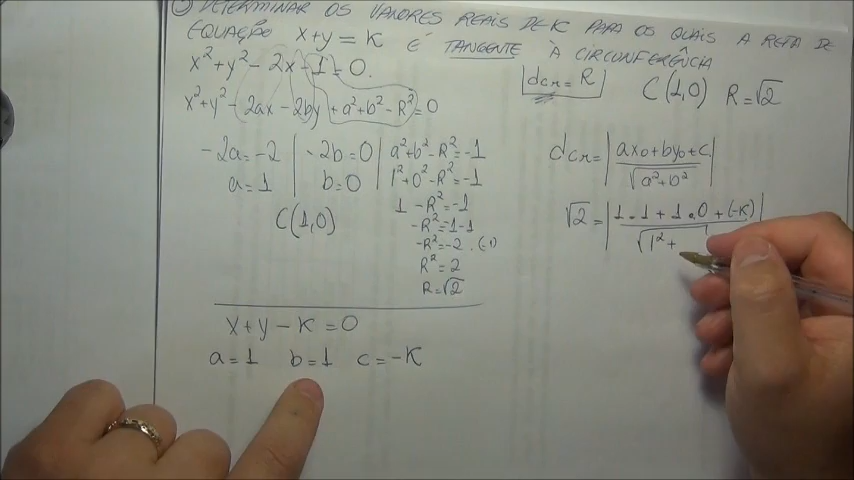 DETERMINAR OS VALORES REAIS DE K PARA OS QUAIS A RETA DE
EQUAÇÃO x+y=K É TANGENTE À CIRCUNFERÊNCIA
x²+y²-2x-1=0.
x²+y²-2ax-2by+a²+b²-R²=0
-2a=-2
a=1
-2b=0
b=0
C(1,0)
a²+b²-R²=-1
1²+0²-R²=-1
1-R²=-1
-R²=-1-1
-R²=-2 .(-1)
R²=2
R=√2
x+y-K=0
a=1 b=1 c=-K
dcr=R
C(1,0) R=√2
dcr=|ax₀+by₀+c|
√a²+b²
√2=|1.1+1.0+(-K)|
√1²+